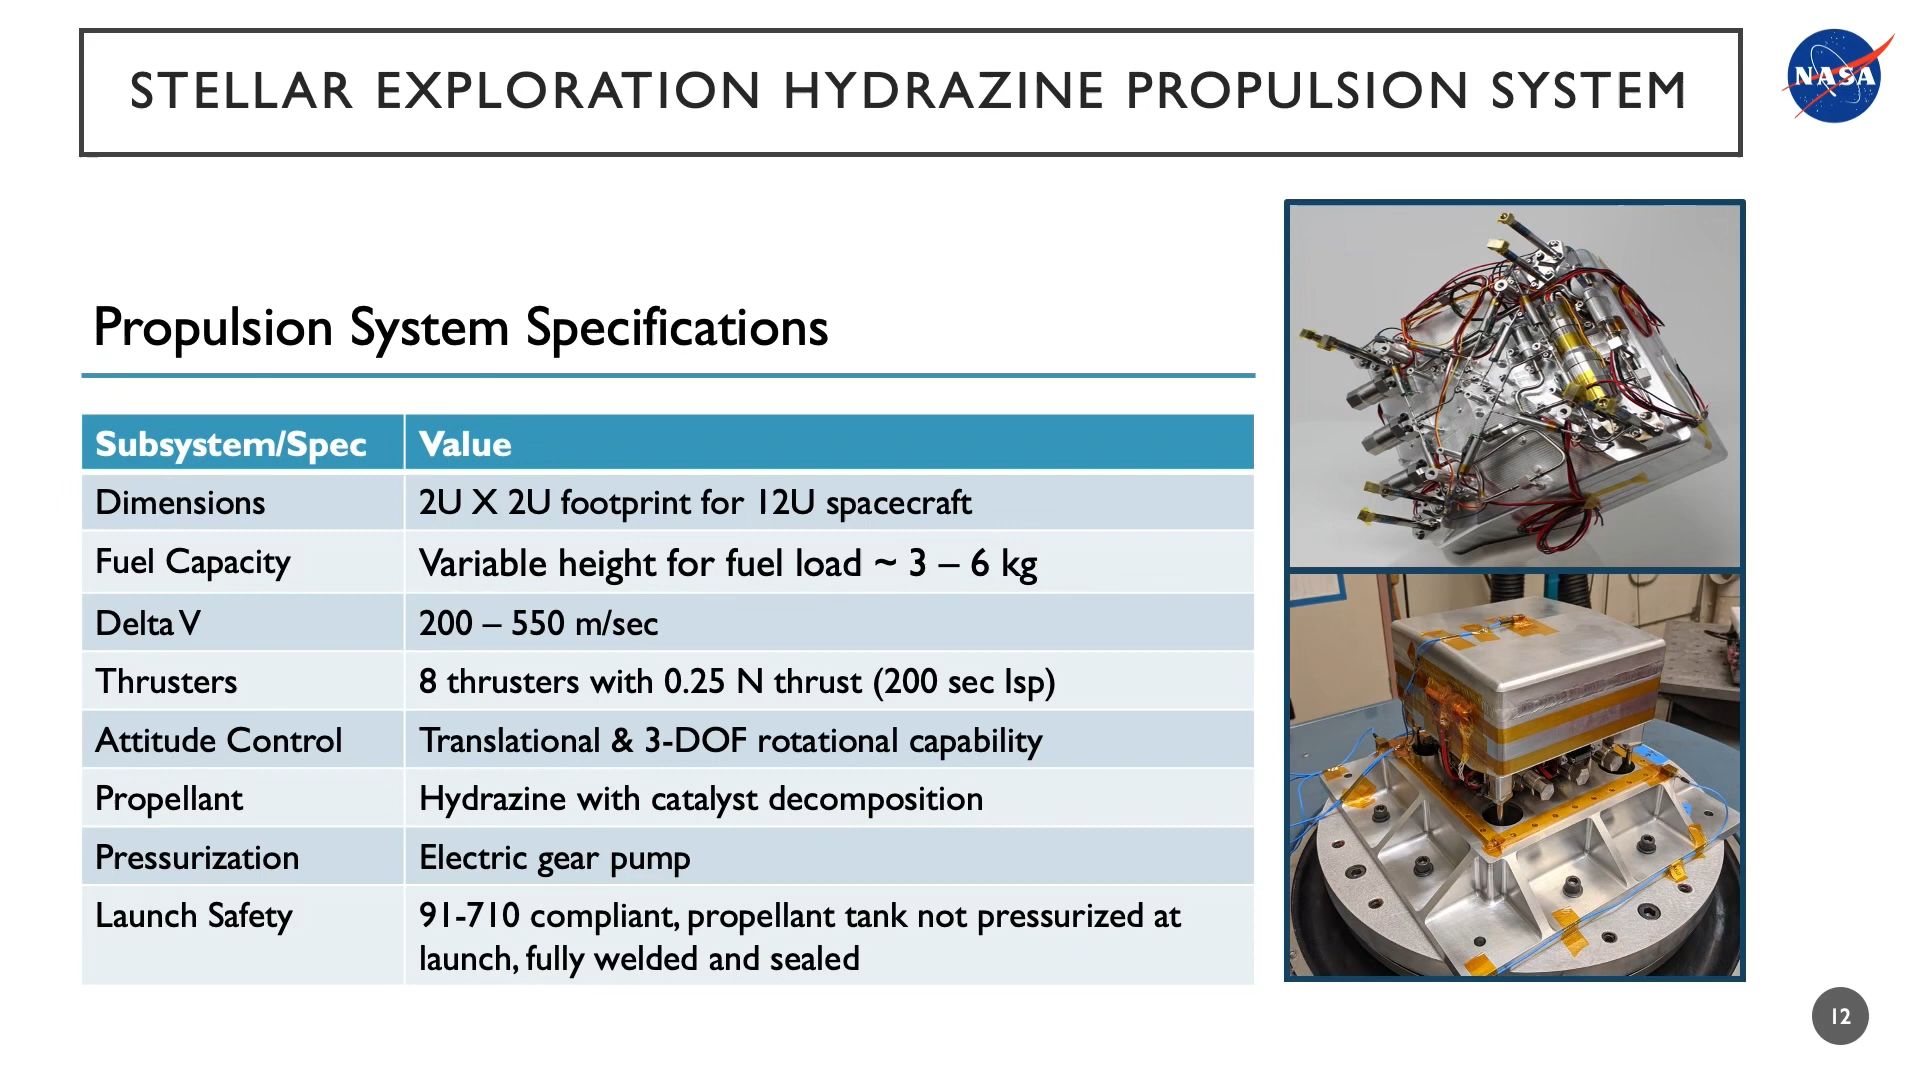 STELLAR EXPLORATION HYDRAZINE PROPULSION SYSTEM
NASA
Propulsion System Specifications
Subsystem/Spec Value
Dimensions 2U X 2U footprint for 12U spacecraft
Fuel Capacity Variable height for fuel load ~ 3 – 6 kg
Delta V 200 – 550 m/sec
Thrusters 8 thrusters with 0.25 N thrust (200 sec Isp)
Attitude Control Translational & 3-DOF rotational capability
Propellant Hydrazine with catalyst decomposition
Pressurization Electric gear pump
Launch Safety 91-710 compliant, propellant tank not pressurized at
launch, fully welded and sealed
12